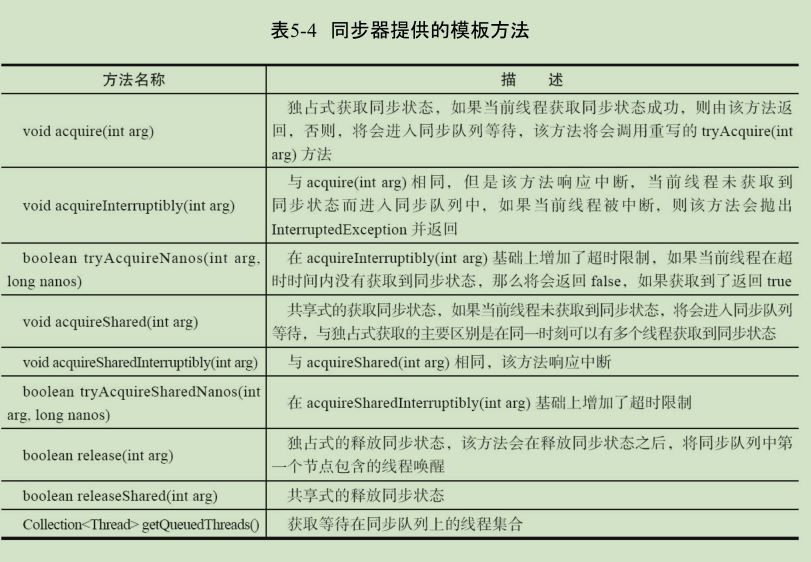 表5-4 同步器提供的模板方法
方法名称
描 述
void acquire(int arg)
独占式获取同步状态，如果当前线程获取同步状态成功，则由该方法返
回，否则，将会进入同步队列等待，该方法将会调用重写的 tryAcquire(int
arg) 方法
void acquireInterruptibly(int arg)
与 acquire(int arg) 相同，但是该方法响应中断，当前线程未获取到
同步状态而进入同步队列中，如果当前线程被中断，则该方法会抛出
InterruptedException 并返回
boolean tryAcquireNanos(int arg,
long nanos)
在 acquireInterruptibly(int arg) 基础上增加了超时限制，如果当前线程在超
时时间内没有获取到同步状态，那么将会返回 false，如果获取到了返回 true
void acquireShared(int arg)
共享式的获取同步状态，如果当前线程未获取到同步状态，将会进入同步队列
等待，与独占式获取的主要区别是在同一时刻可以有多个线程获取到同步状态
void acquireSharedInterruptibly(int arg)
与 acquireShared(int arg) 相同，该方法响应中断
boolean tryAcquireSharedNanos(int
arg, long nanos)
在 acquireSharedInterruptibly(int arg) 基础上增加了超时限制
boolean release(int arg)
独占式的释放同步状态，该方法会在释放同步状态之后，将同步队列中第
一个节点包含的线程唤醒
boolean releaseShared(int arg)
共享式的释放同步状态
Collection<Thread> getQueuedThreads()
获取等待在同步队列上的线程集合